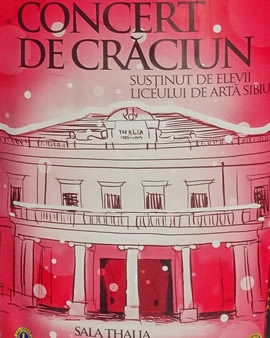 CONCERT
DE CRĂCIUN
SUSȚINUT DE ELEVII
LICEULUI DE ARTĂ SIBIU
THALIA
SALA THALIA